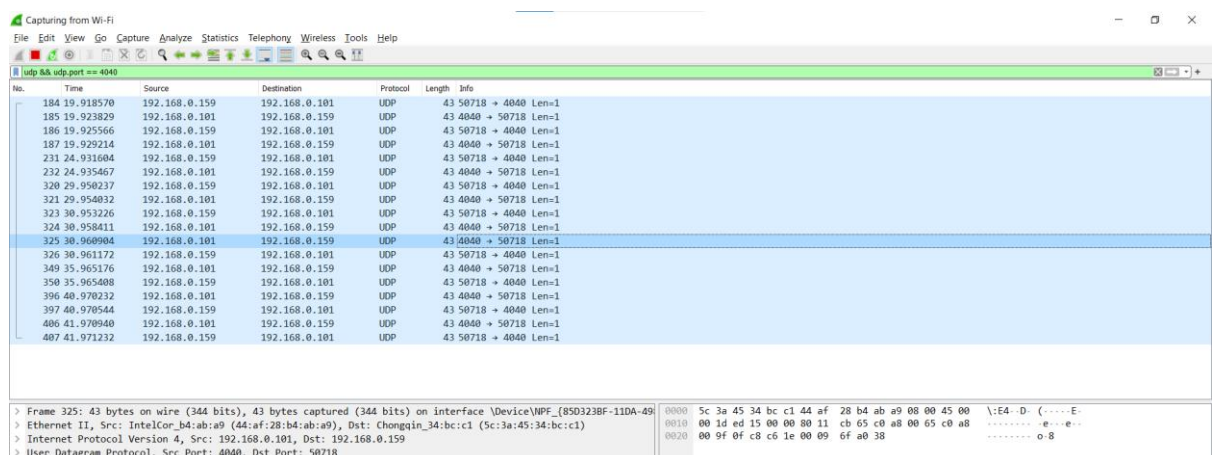 Capturing from Wi-Fi
File Edit View Go Capture Analyze Statistics Telephony Wireless Tools Help
udp && udp.port == 4040
No. Time Source Destination Protocol Length Info
184 19.918570 192.168.0.159 192.168.0.101 UDP 43 50718 → 4040 Len=1
185 19.923829 192.168.0.101 192.168.0.159 UDP 43 4040 → 50718 Len=1
186 19.925566 192.168.0.159 192.168.0.101 UDP 43 50718 → 4040 Len=1
187 19.929214 192.168.0.101 192.168.0.159 UDP 43 4040 → 50718 Len=1
231 24.931604 192.168.0.159 192.168.0.101 UDP 43 50718 → 4040 Len=1
232 24.935467 192.168.0.101 192.168.0.159 UDP 43 4040 → 50718 Len=1
320 29.950237 192.168.0.159 192.168.0.101 UDP 43 50718 → 4040 Len=1
321 29.954032 192.168.0.101 192.168.0.159 UDP 43 4040 → 50718 Len=1
323 30.953226 192.168.0.159 192.168.0.101 UDP 43 50718 → 4040 Len=1
324 30.958411 192.168.0.101 192.168.0.159 UDP 43 4040 → 50718 Len=1
325 30.960904 192.168.0.101 192.168.0.159 UDP 43 4040 → 50718 Len=1
326 30.961172 192.168.0.159 192.168.0.101 UDP 43 50718 → 4040 Len=1
349 35.965176 192.168.0.101 192.168.0.159 UDP 43 4040 → 50718 Len=1
350 35.965408 192.168.0.159 192.168.0.101 UDP 43 50718 → 4040 Len=1
396 40.970232 192.168.0.101 192.168.0.159 UDP 43 4040 → 50718 Len=1
397 40.970544 192.168.0.159 192.168.0.101 UDP 43 50718 → 4040 Len=1
406 41.970940 192.168.0.101 192.168.0.159 UDP 43 4040 → 50718 Len=1
407 41.971232 192.168.0.159 192.168.0.101 UDP 43 50718 → 4040 Len=1
> Frame 325: 43 bytes on wire (344 bits), 43 bytes captured (344 bits) on interface \Device\NPF_{85D323BF-11DA-49
> Ethernet II, Src: IntelCor_b4:ab:a9 (44:af:28:b4:ab:a9), Dst: Chongqin_34:bc:c1 (5c:3a:45:34:bc:c1)
> Internet Protocol Version 4, Src: 192.168.0.101, Dst: 192.168.0.159
> User Datagram Protocol, Src Port: 4040, Dst Port: 50718
0000 5c 3a 45 34 bc c1 44 af 28 b4 ab a9 08 00 45 00 \:E4··D· (·····E·
0010 00 1d ed 15 00 00 80 11 cb 65 c0 a8 00 65 c0 a8 ········ ·e···e··
0020 00 9f 0f c8 c6 1e 00 09 6f a0 38 ········ o·8